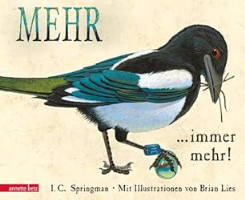 MEHR
...immer
mehr!
annette betz
I. C. Springman · Mit Illustrationen von Brian Lies